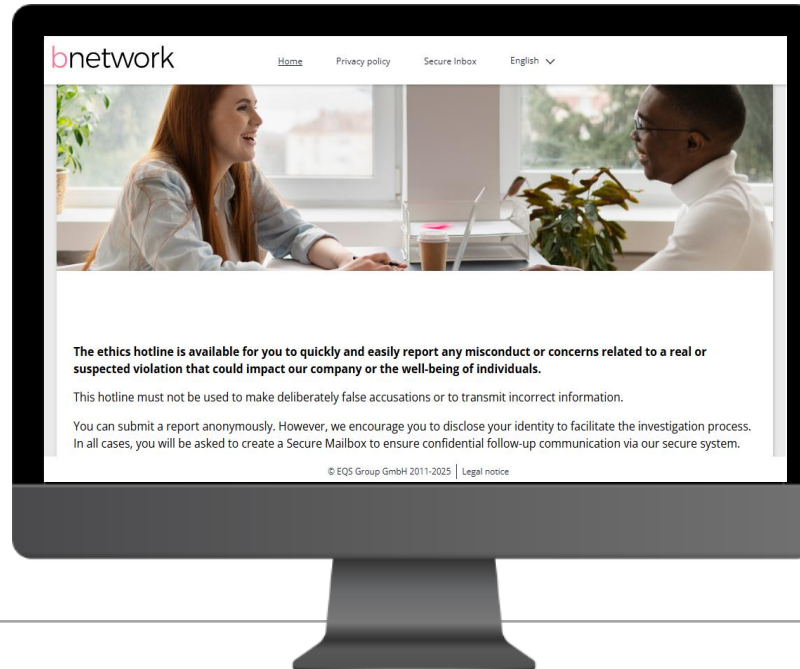 bnetwork
Home Privacy policy Secure Inbox English
The ethics hotline is available for you to quickly and easily report any misconduct or concerns related to a real or
suspected violation that could impact our company or the well-being of individuals.
This hotline must not be used to make deliberately false accusations or to transmit incorrect information.
You can submit a report anonymously. However, we encourage you to disclose your identity to facilitate the investigation process.
In all cases, you will be asked to create a Secure Mailbox to ensure confidential follow-up communication via our secure system.
© EQS Group GmbH 2011-2025 | Legal notice